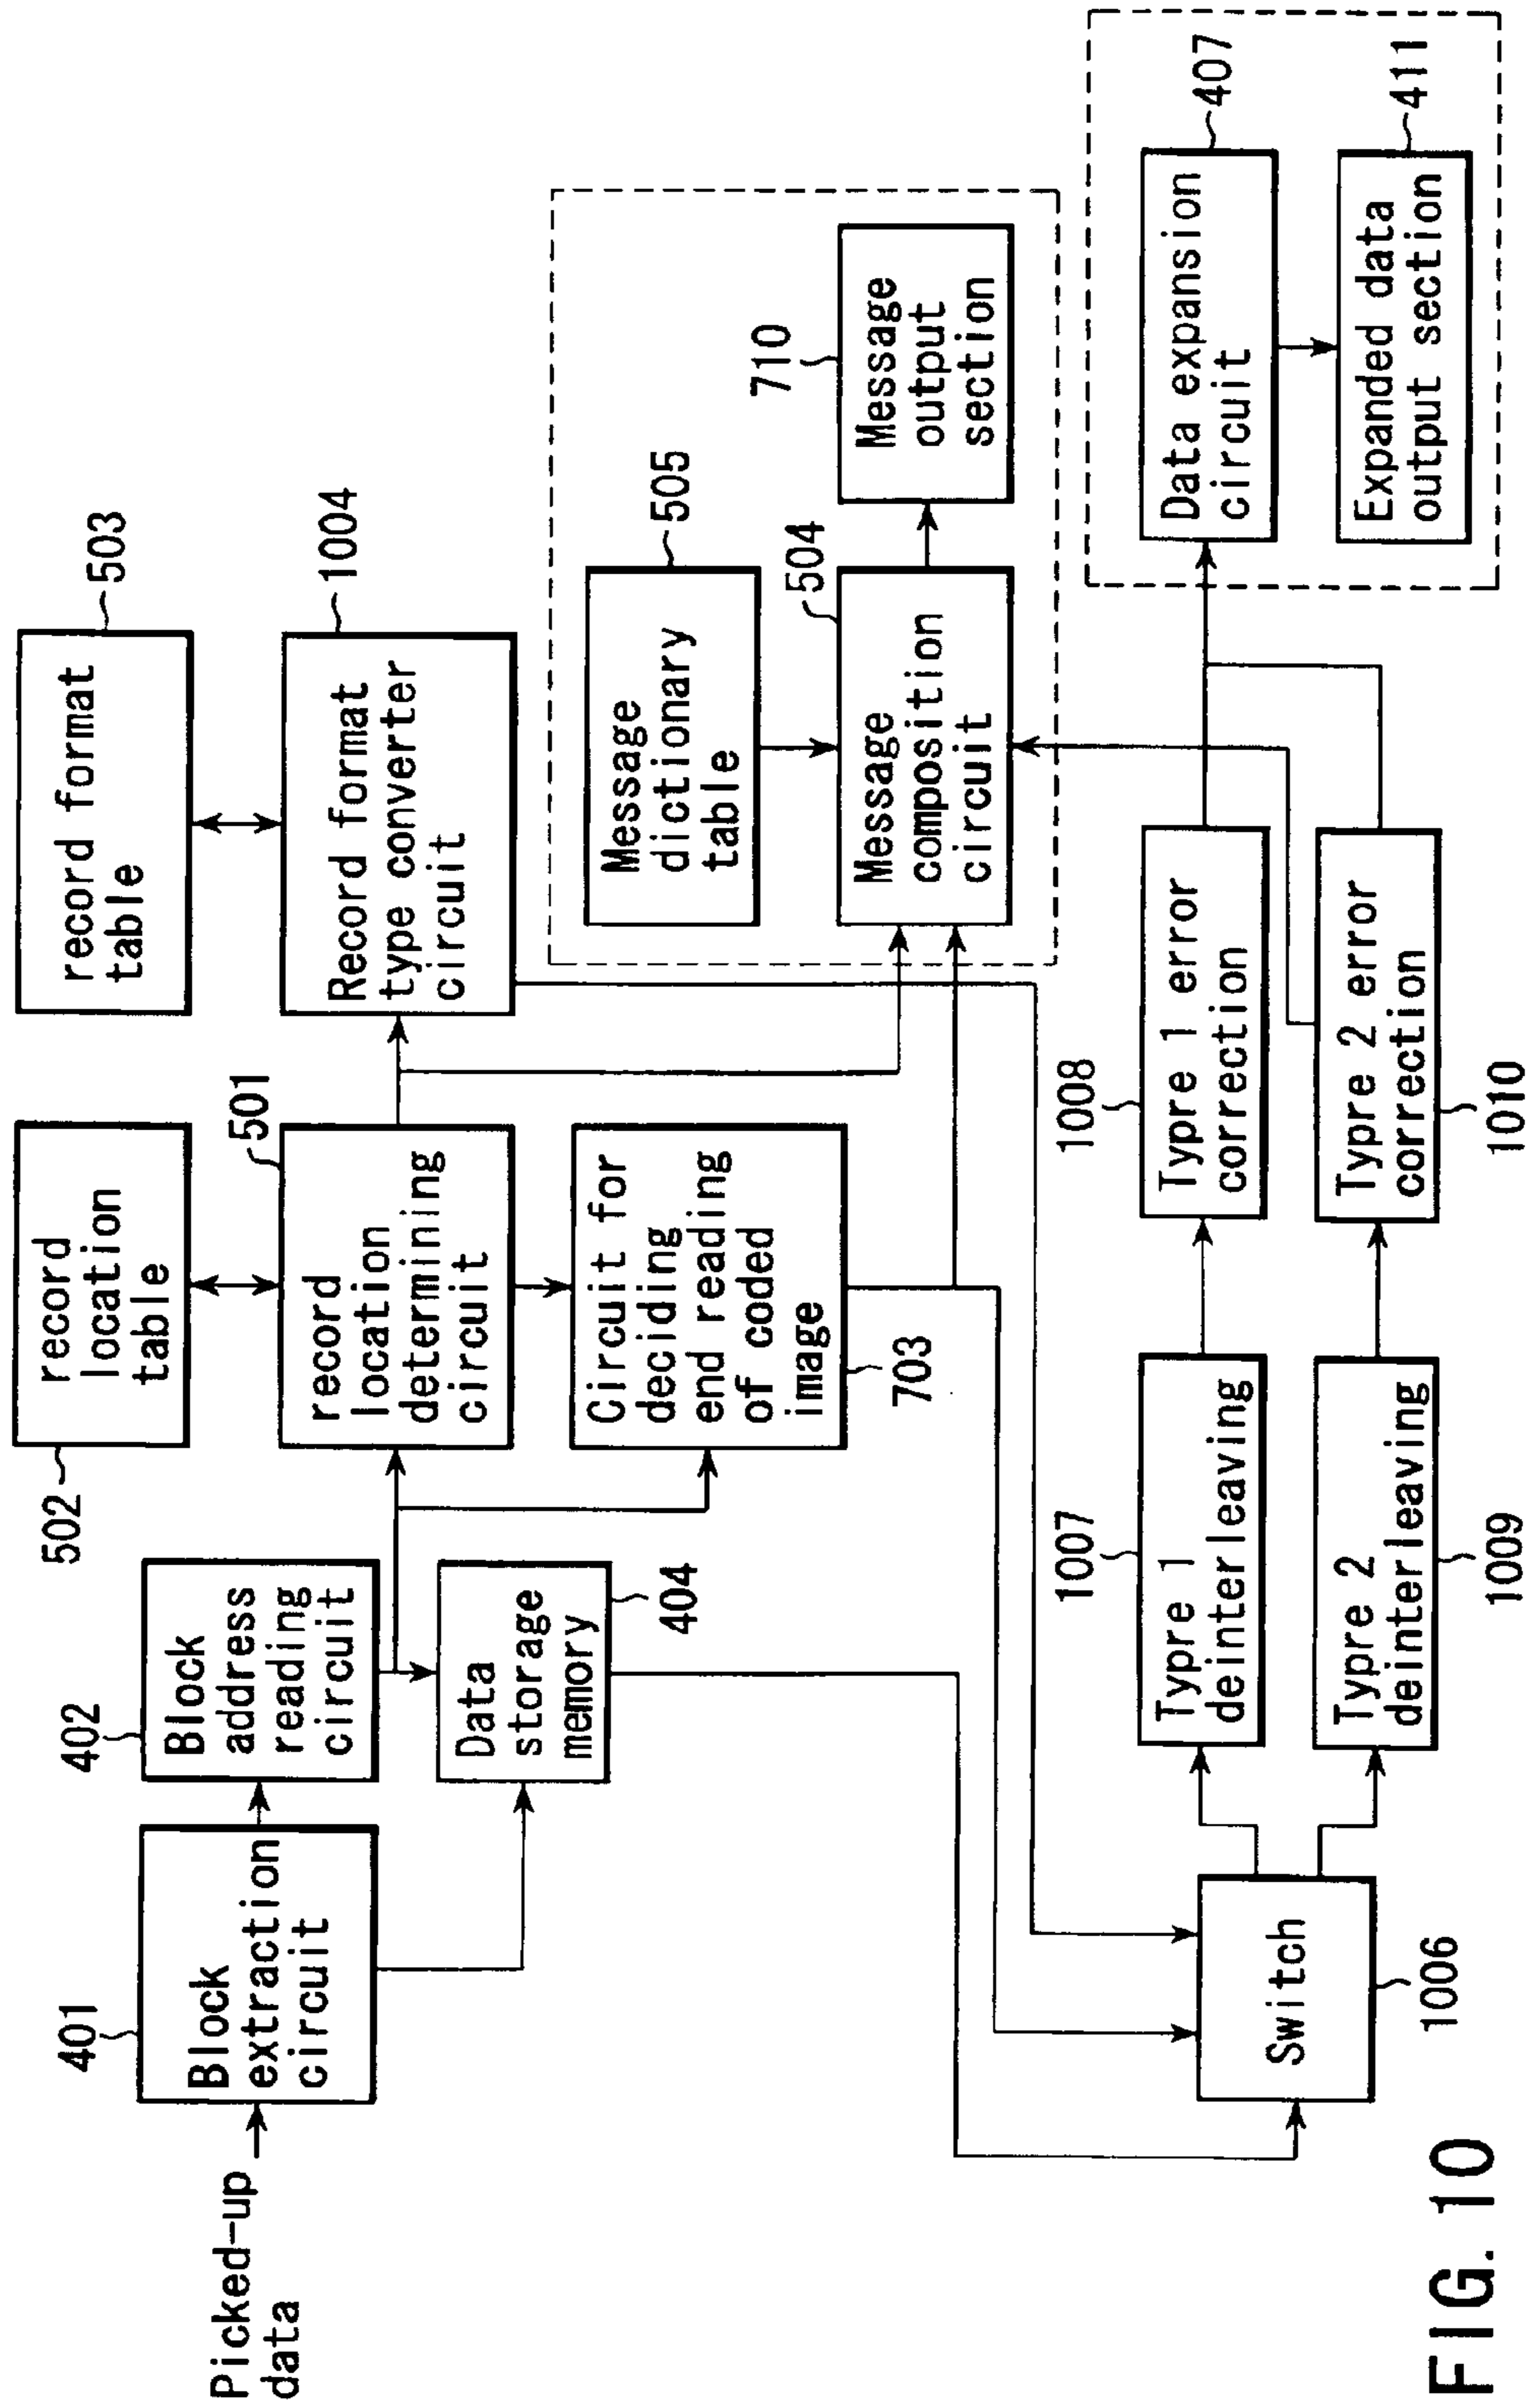 Picked-up
data
401
Block
extraction
circuit
402
Block
address
reading
circuit
Data
storage
memory
404
502
record
location
table
501
record
location
determining
circuit
Circuit for
deciding
end reading
of coded
image
703
record format
table
503
Record format
type converter
circuit
1004
Message
dictionary
table
505
Message
composition
circuit
504
Message
output
section
710
Switch
1006
Typre 1
deinterleaving
1007
Typre 2
deinterleaving
1009
Typre 1 error
correction
1008
Typre 2 error
correction
1010
Data expansion
circuit
407
Expanded data
output section
411
FIG. 10